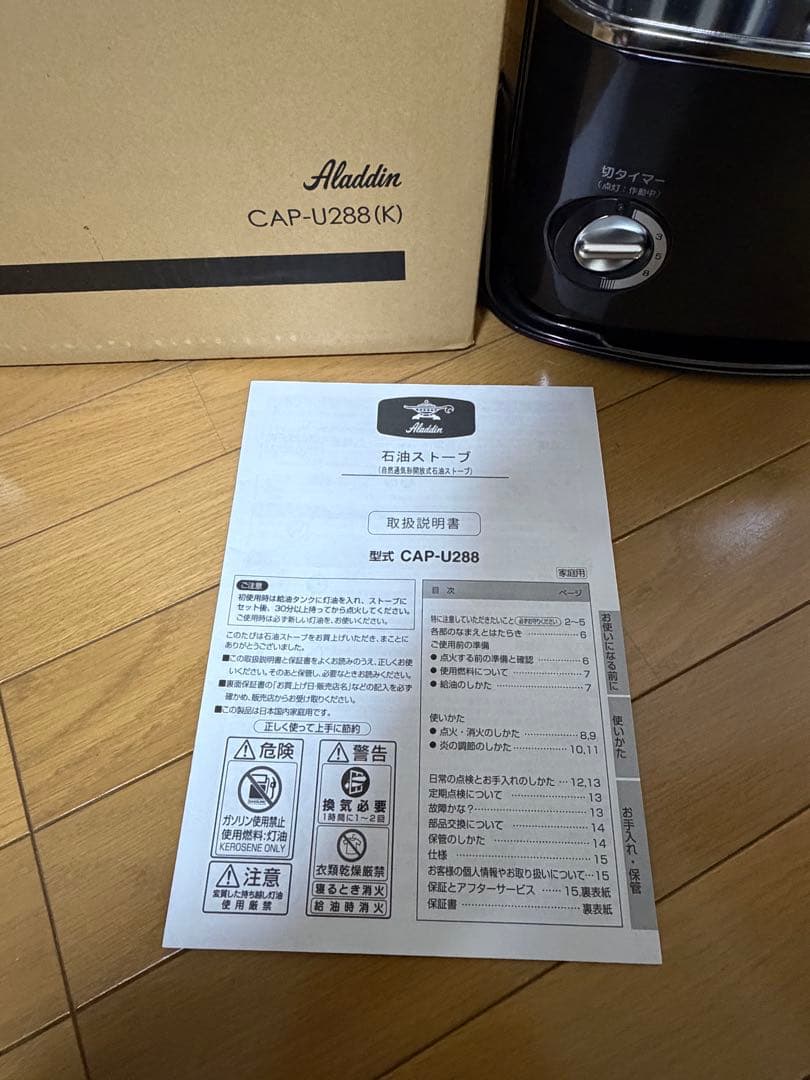 Aladdin
CAP-U288(K)
切タイマー
(点灯：作動中)
3
5
8
Aladdin
石油ストーブ
(自然通気形開放式石油ストーブ)
取扱説明書
型式 CAP-U288
家庭用
ご注意
初使用時は給油タンクに灯油を入れ、ストーブに
セット後、30分以上待ってから点火してください。
ご使用時は必ず新しい灯油を、お使いください。
このたびは石油ストーブをお買上げいただき、まことに
ありがとうございました。
■この取扱説明書と保証書をよくお読みのうえ、正しくお使
いください。そのあと保管し、必要なときお読みください。
■裏面保証書の「お買上げ日・販売店名」などの記入を必ず
確かめ、販売店からお受け取りください。
■この製品は日本国内家庭用です。
正しく使って上手に節約
危険
ガソリン使用禁止
使用燃料:灯油
KEROSENE ONLY
注意
変質した持ち越し灯油
使用厳禁
警告
換気必要
1時間に1～2回
衣類乾燥厳禁
寝るとき消火
給油時消火
目次 ページ
特に注意していただきたいこと(必ずお守りください) 2～5
各部のなまえとはたらき 6
ご使用前の準備
● 点火する前の準備と確認 6
● 使用燃料について 7
● 給油のしかた 7
使いかた
● 点火・消火のしかた 8,9
● 炎の調節のしかた 10,11
日常の点検とお手入れのしかた 12,13
定期点検について 13
故障かな? 13
部品交換について 14
保管のしかた 14
仕様 15
お客様の個人情報やお取り扱いについて 15
保証とアフターサービス 15,裏表紙
保証書 裏表紙
お使いになる前に
使いかた
お手入れ・保管